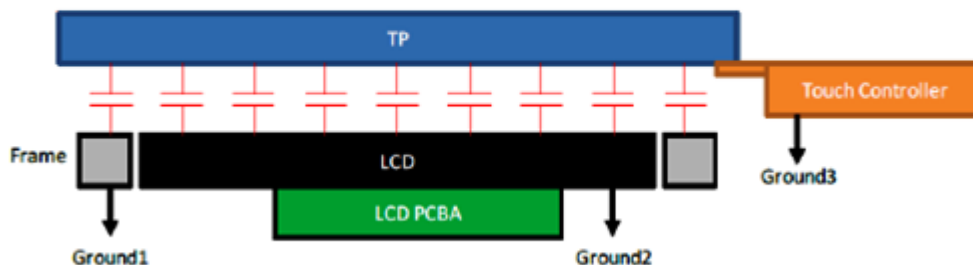 TP
Touch Controller
Frame
LCD
Ground3
LCD PCBA
Ground1
Ground2